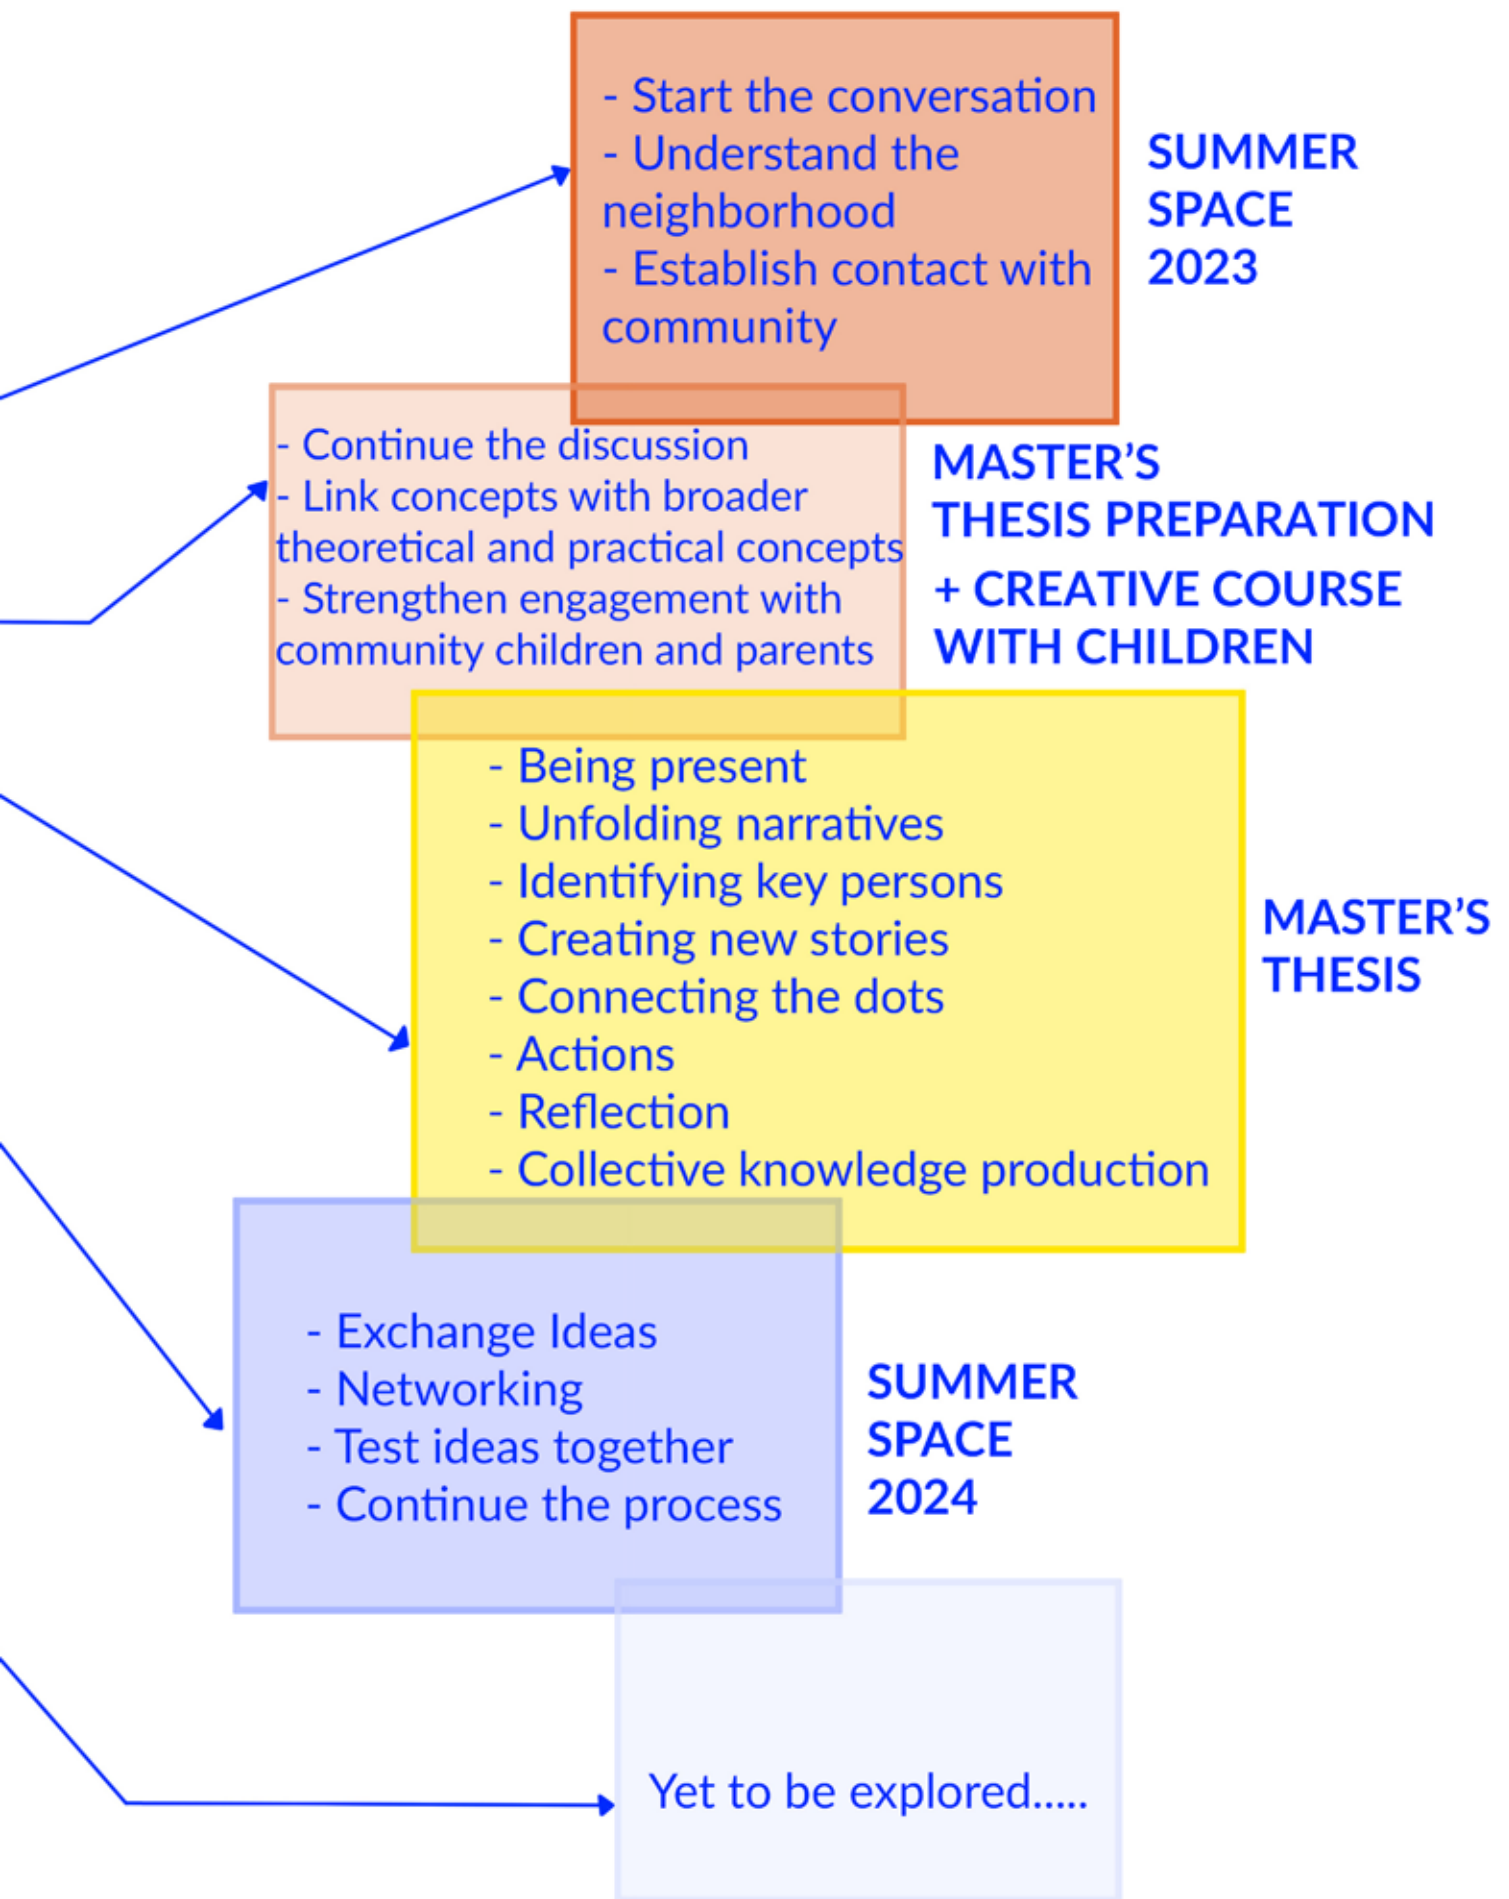 - Start the conversation
- Understand the
neighborhood
- Establish contact with
community
SUMMER
SPACE
2023
- Continue the discussion
- Link concepts with broader
theoretical and practical concepts
- Strengthen engagement with
community children and parents
MASTER’S
THESIS PREPARATION
+ CREATIVE COURSE
WITH CHILDREN
- Being present
- Unfolding narratives
- Identifying key persons
- Creating new stories
- Connecting the dots
- Actions
- Reflection
- Collective knowledge production
MASTER’S
THESIS
- Exchange Ideas
- Networking
- Test ideas together
- Continue the process
SUMMER
SPACE
2024
Yet to be explored.....